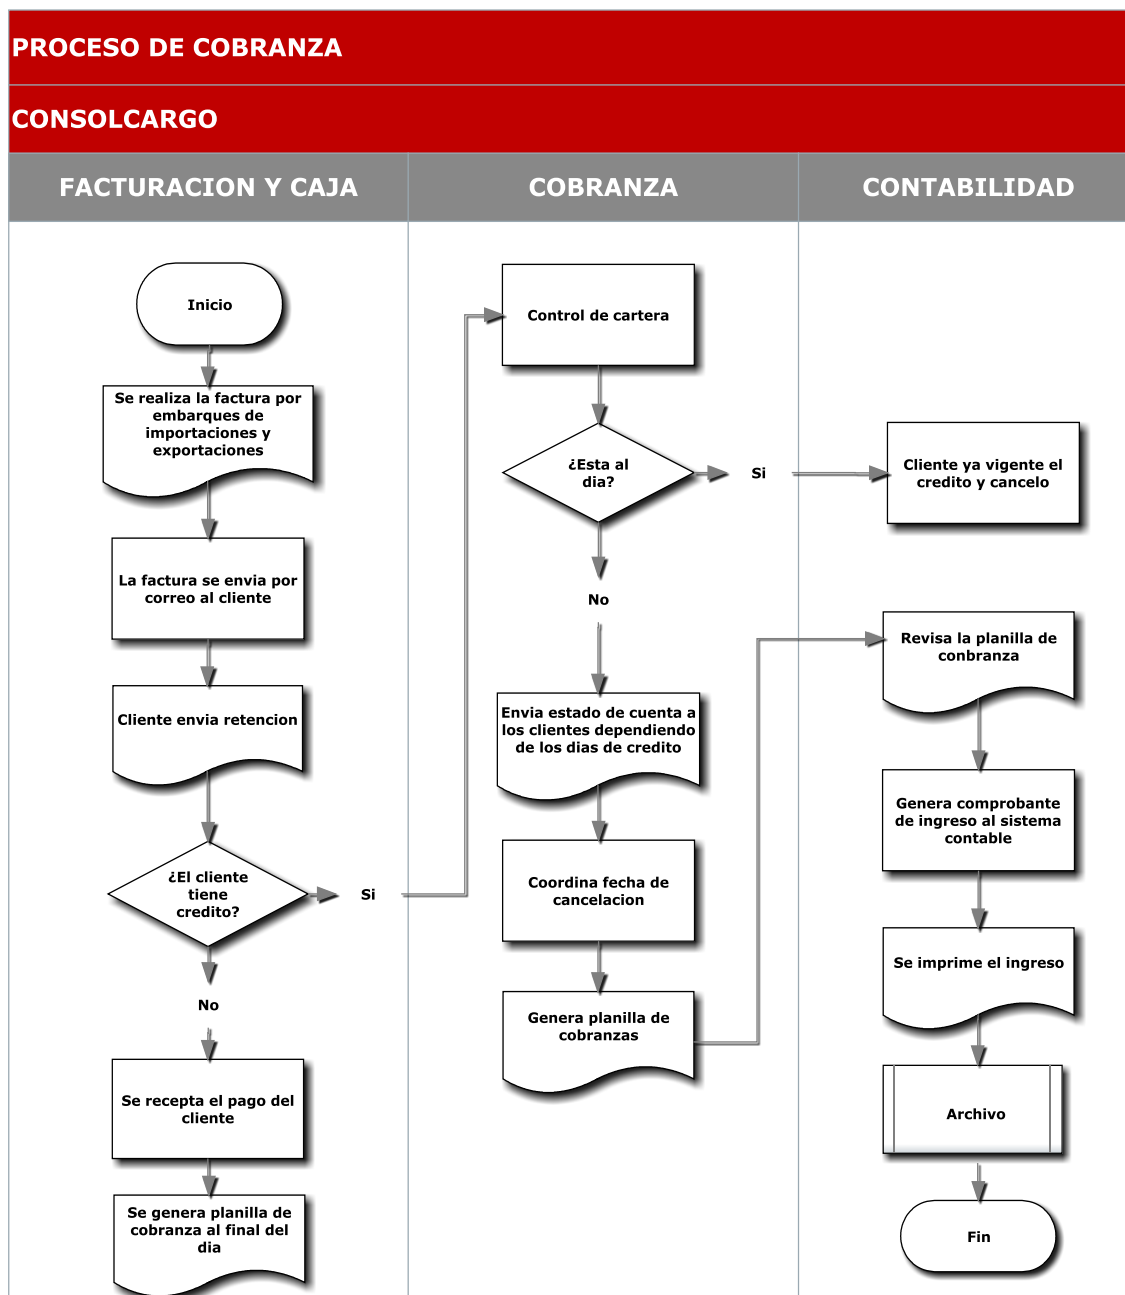 PROCESO DE COBRANZA
CONSOLCARGO
FACTURACION Y CAJA
COBRANZA
CONTABILIDAD
Inicio
Se realiza la factura por
embarques de
importaciones y
exportaciones
La factura se envia por
correo al cliente
Cliente envia retencion
¿El cliente
tiene
credito?
Si
No
Se recepta el pago del
cliente
Se genera planilla de
cobranza al final del
dia
Control de cartera
¿Esta al
dia?
Si
No
Envia estado de cuenta a
los clientes dependiendo
de los dias de credito
Coordina fecha de
cancelacion
Genera planilla de
cobranzas
Cliente ya vigente el
credito y cancelo
Revisa la planilla de
conbranza
Genera comprobante
de ingreso al sistema
contable
Se imprime el ingreso
Archivo
Fin